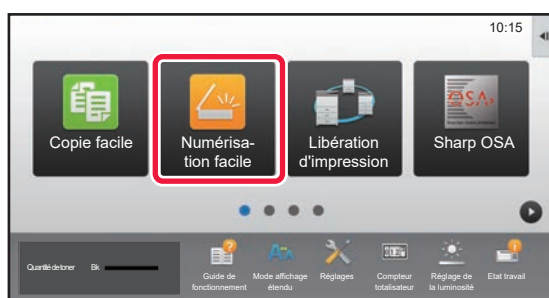 10:15
Copie facile
Numérisa-
tion facile
Libération
d'impression
OSA
Sharp OSA
Quantité de toner Bk
Guide de
fonctionnement
Mode affichage
étendu
Réglages
Compteur
totalisateur
Réglage de
la luminosité
Etat travail